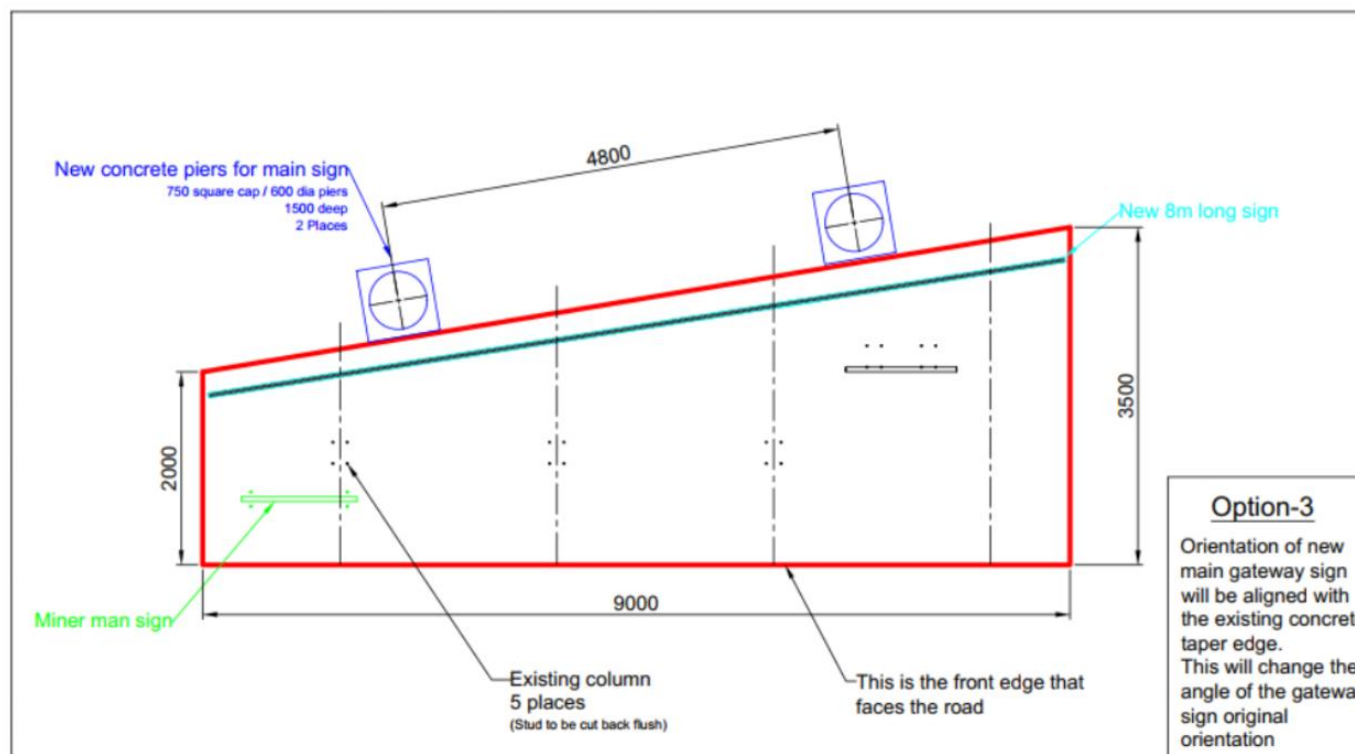 New concrete piers for main sign
750 square cap / 600 dia piers
1500 deep
2 Places
4800
New 8m long sign
2000
3500
Miner man sign
9000
Existing column
5 places
(Stud to be cut back flush)
This is the front edge that
faces the road
Option-3
Orientation of new
main gateway sign
will be aligned with
the existing concret
taper edge.
This will change the
angle of the gatewa
sign original
orientation